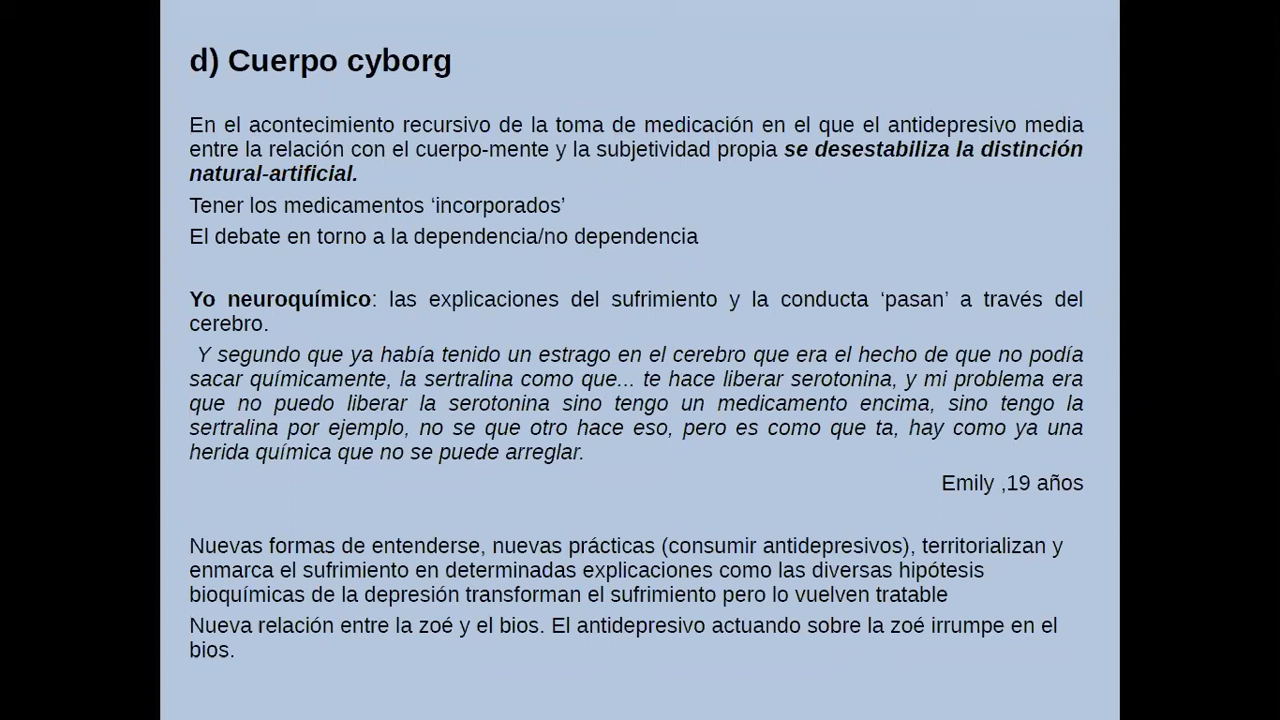 d) Cuerpo cyborg
En el acontecimiento recursivo de la toma de medicación en el que el antidepresivo media
entre la relación con el cuerpo-mente y la subjetividad propia se desestabiliza la distinción
natural-artificial.
Tener los medicamentos ‘incorporados’
El debate en torno a la dependencia/no dependencia
Yo neuroquímico: las explicaciones del sufrimiento y la conducta ‘pasan’ a través del
cerebro.
Y segundo que ya había tenido un estrago en el cerebro que era el hecho de que no podía
sacar químicamente, la sertralina como que... te hace liberar serotonina, y mi problema era
que no puedo liberar la serotonina sino tengo un medicamento encima, sino tengo la
sertralina por ejemplo, no se que otro hace eso, pero es como que ta, hay como ya una
herida química que no se puede arreglar.
Emily ,19 años
Nuevas formas de entenderse, nuevas prácticas (consumir antidepresivos), territorializan y
enmarca el sufrimiento en determinadas explicaciones como las diversas hipótesis
bioquímicas de la depresión transforman el sufrimiento pero lo vuelven tratable
Nueva relación entre la zoé y el bios. El antidepresivo actuando sobre la zoé irrumpe en el
bios.